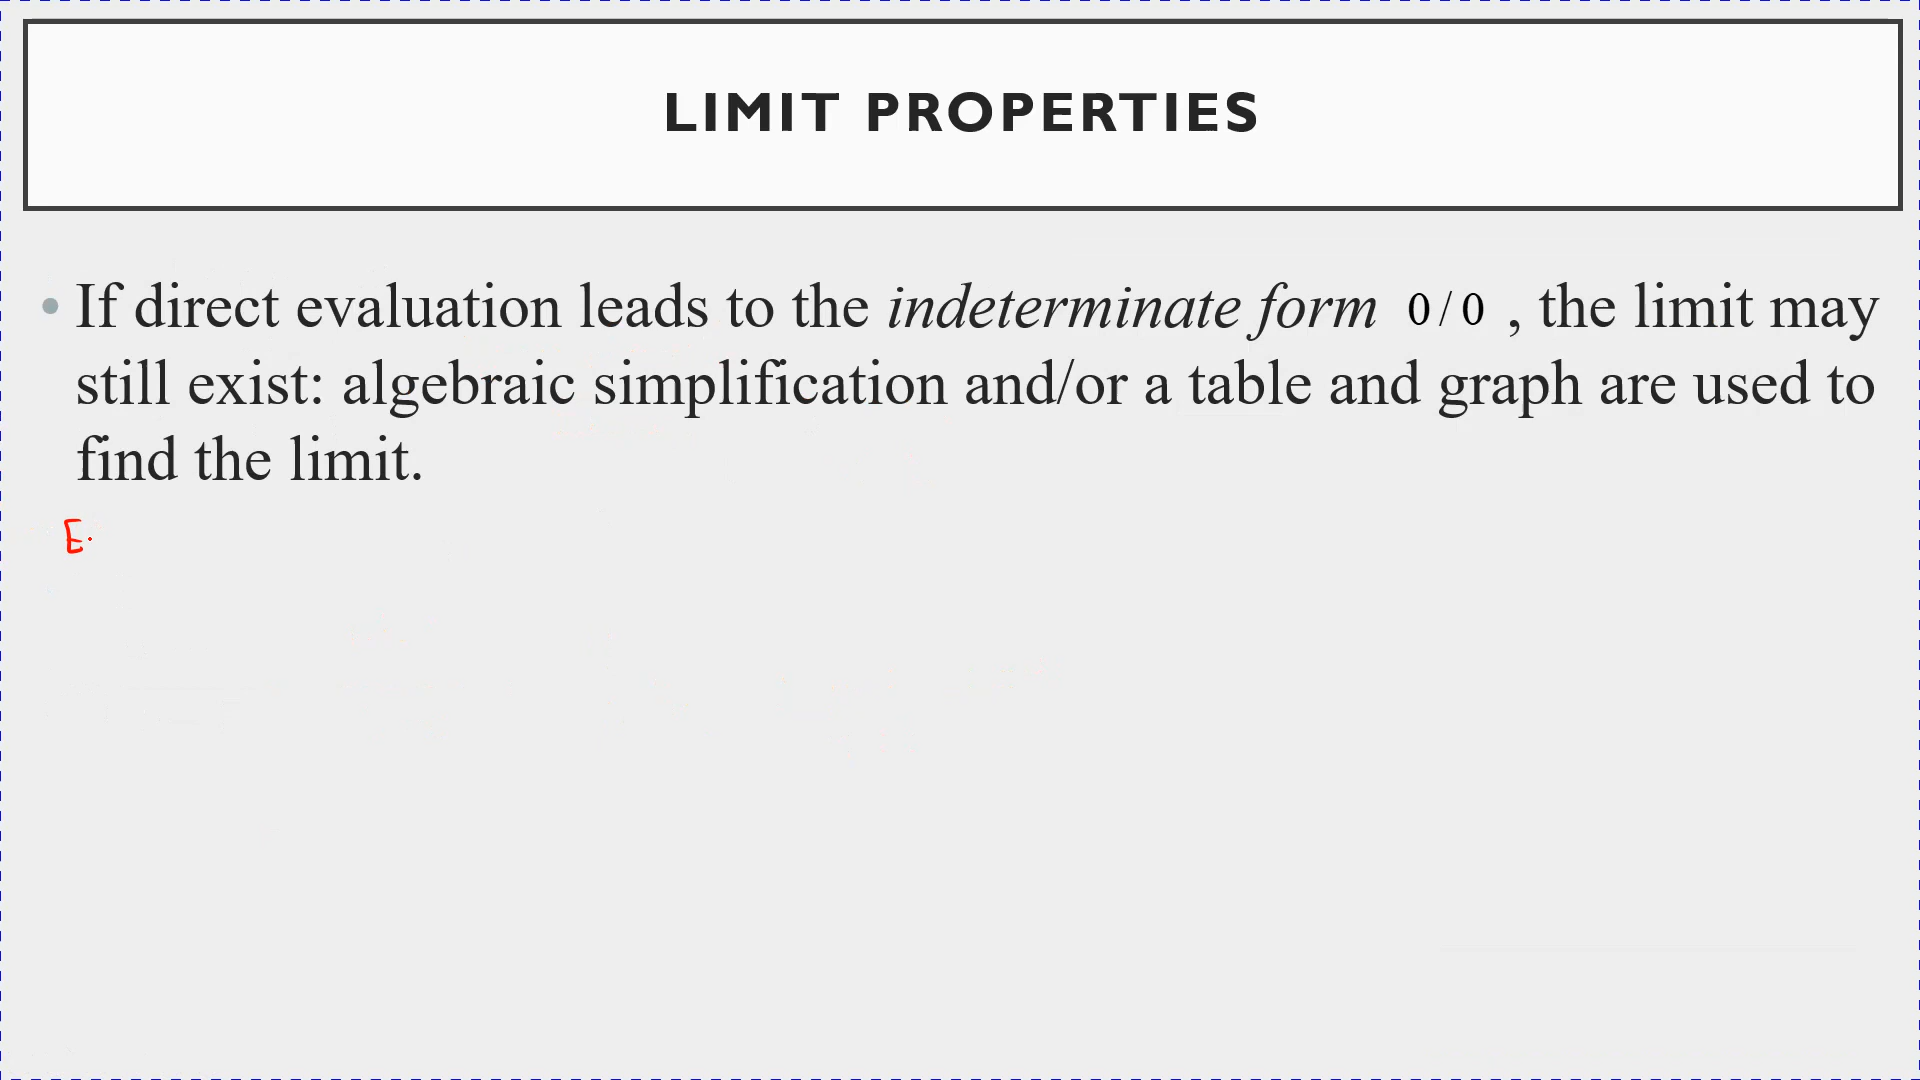 LIMIT PROPERTIES
• If direct evaluation leads to the indeterminate form 0 / 0 , the limit may
still exist: algebraic simplification and/or a table and graph are used to
find the limit.
E